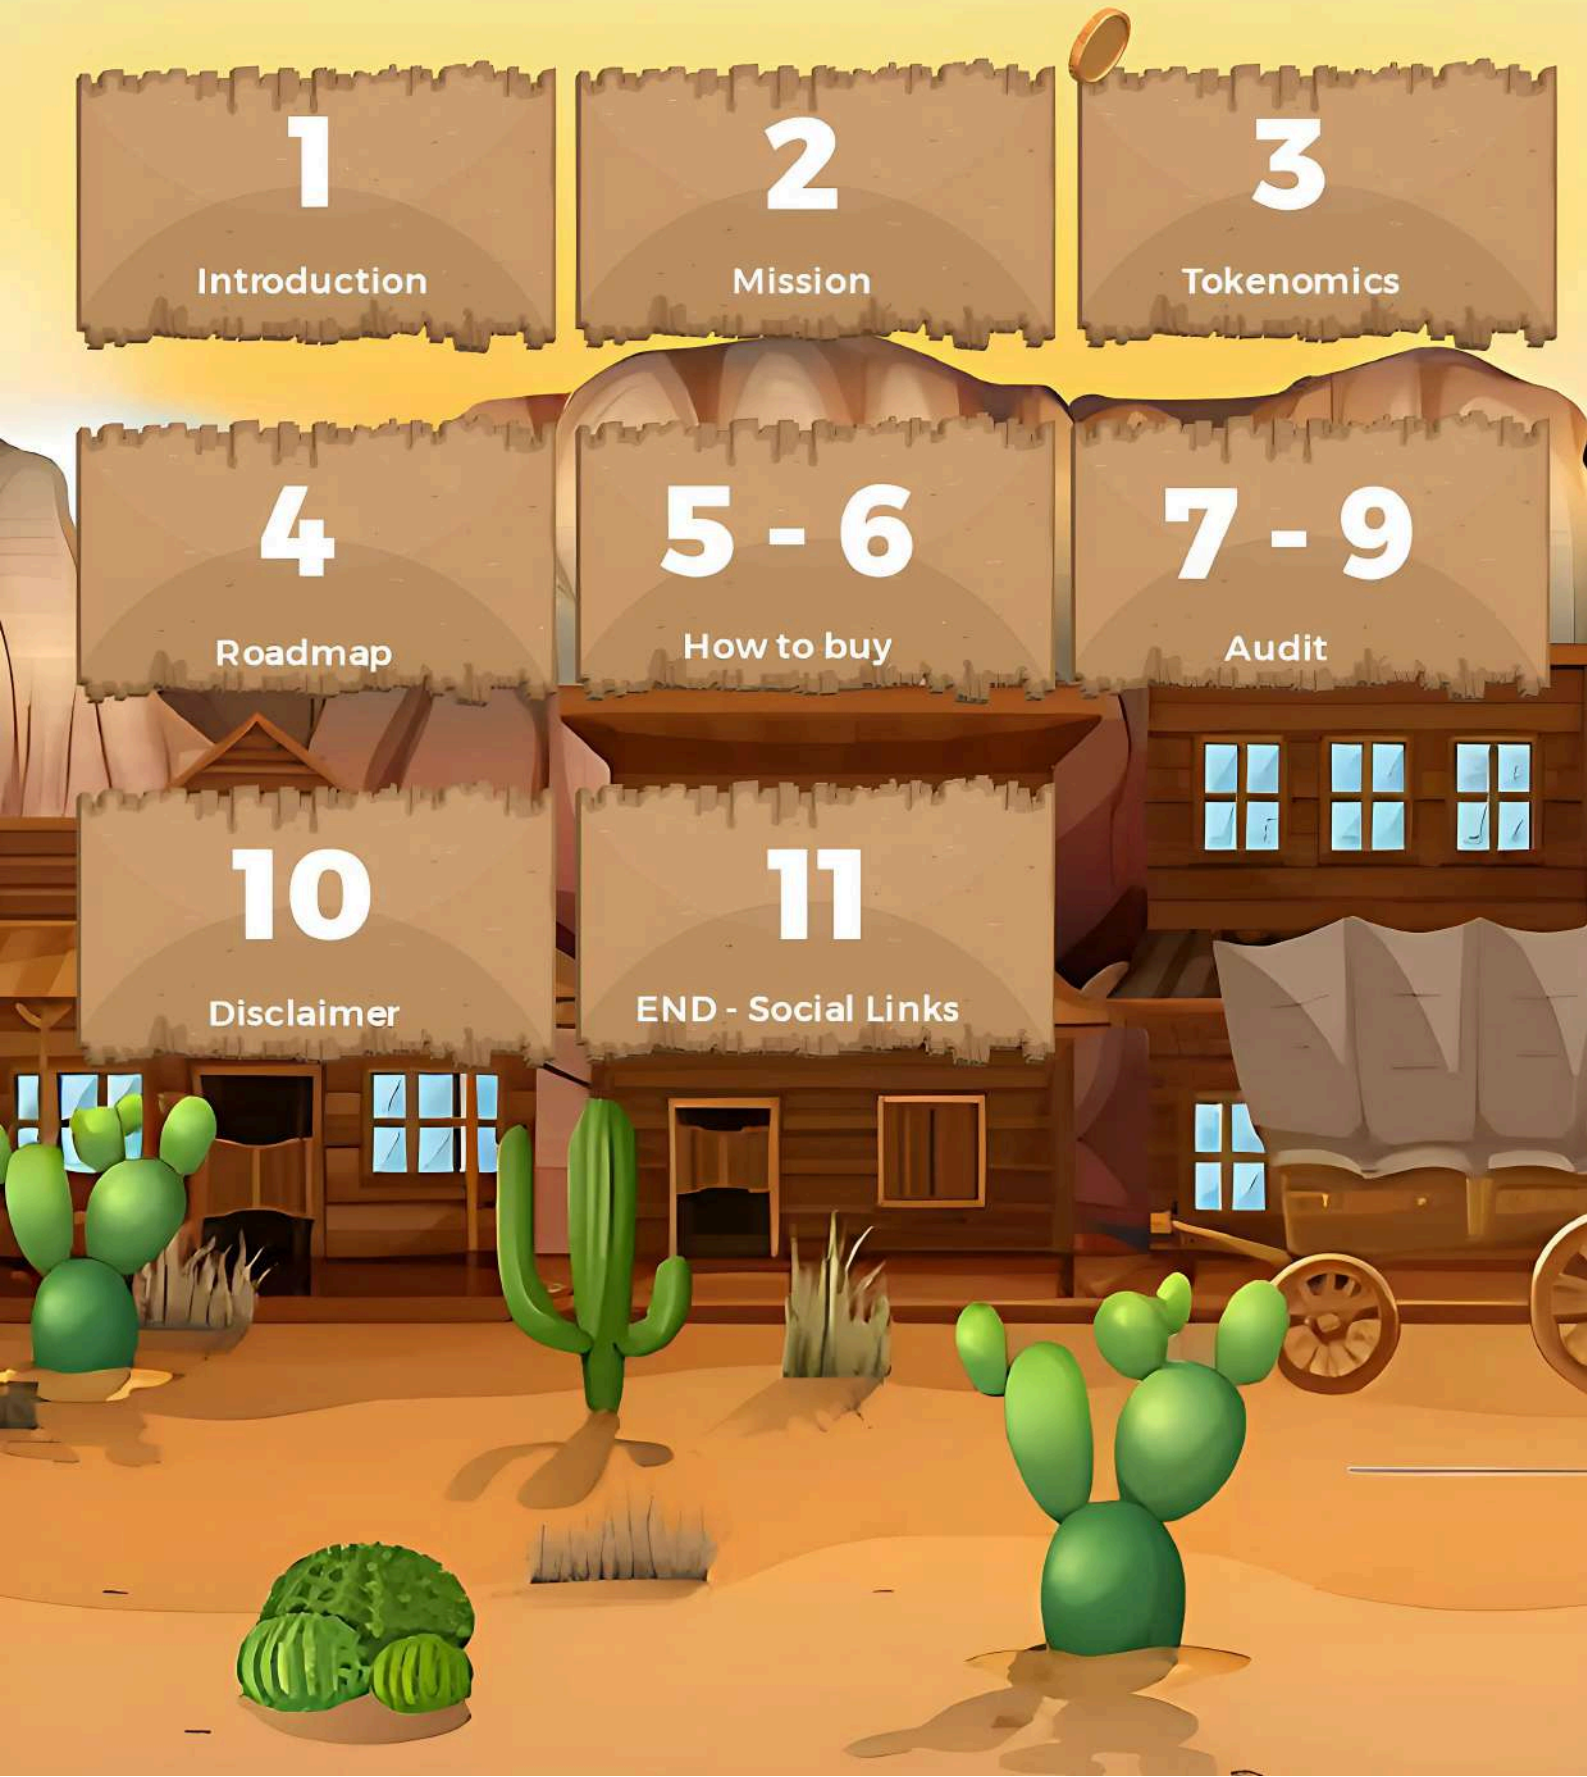 1
Introduction
2
Mission
3
Tokenomics
4
Roadmap
5 - 6
How to buy
7 - 9
Audit
10
Disclaimer
11
END - Social Links